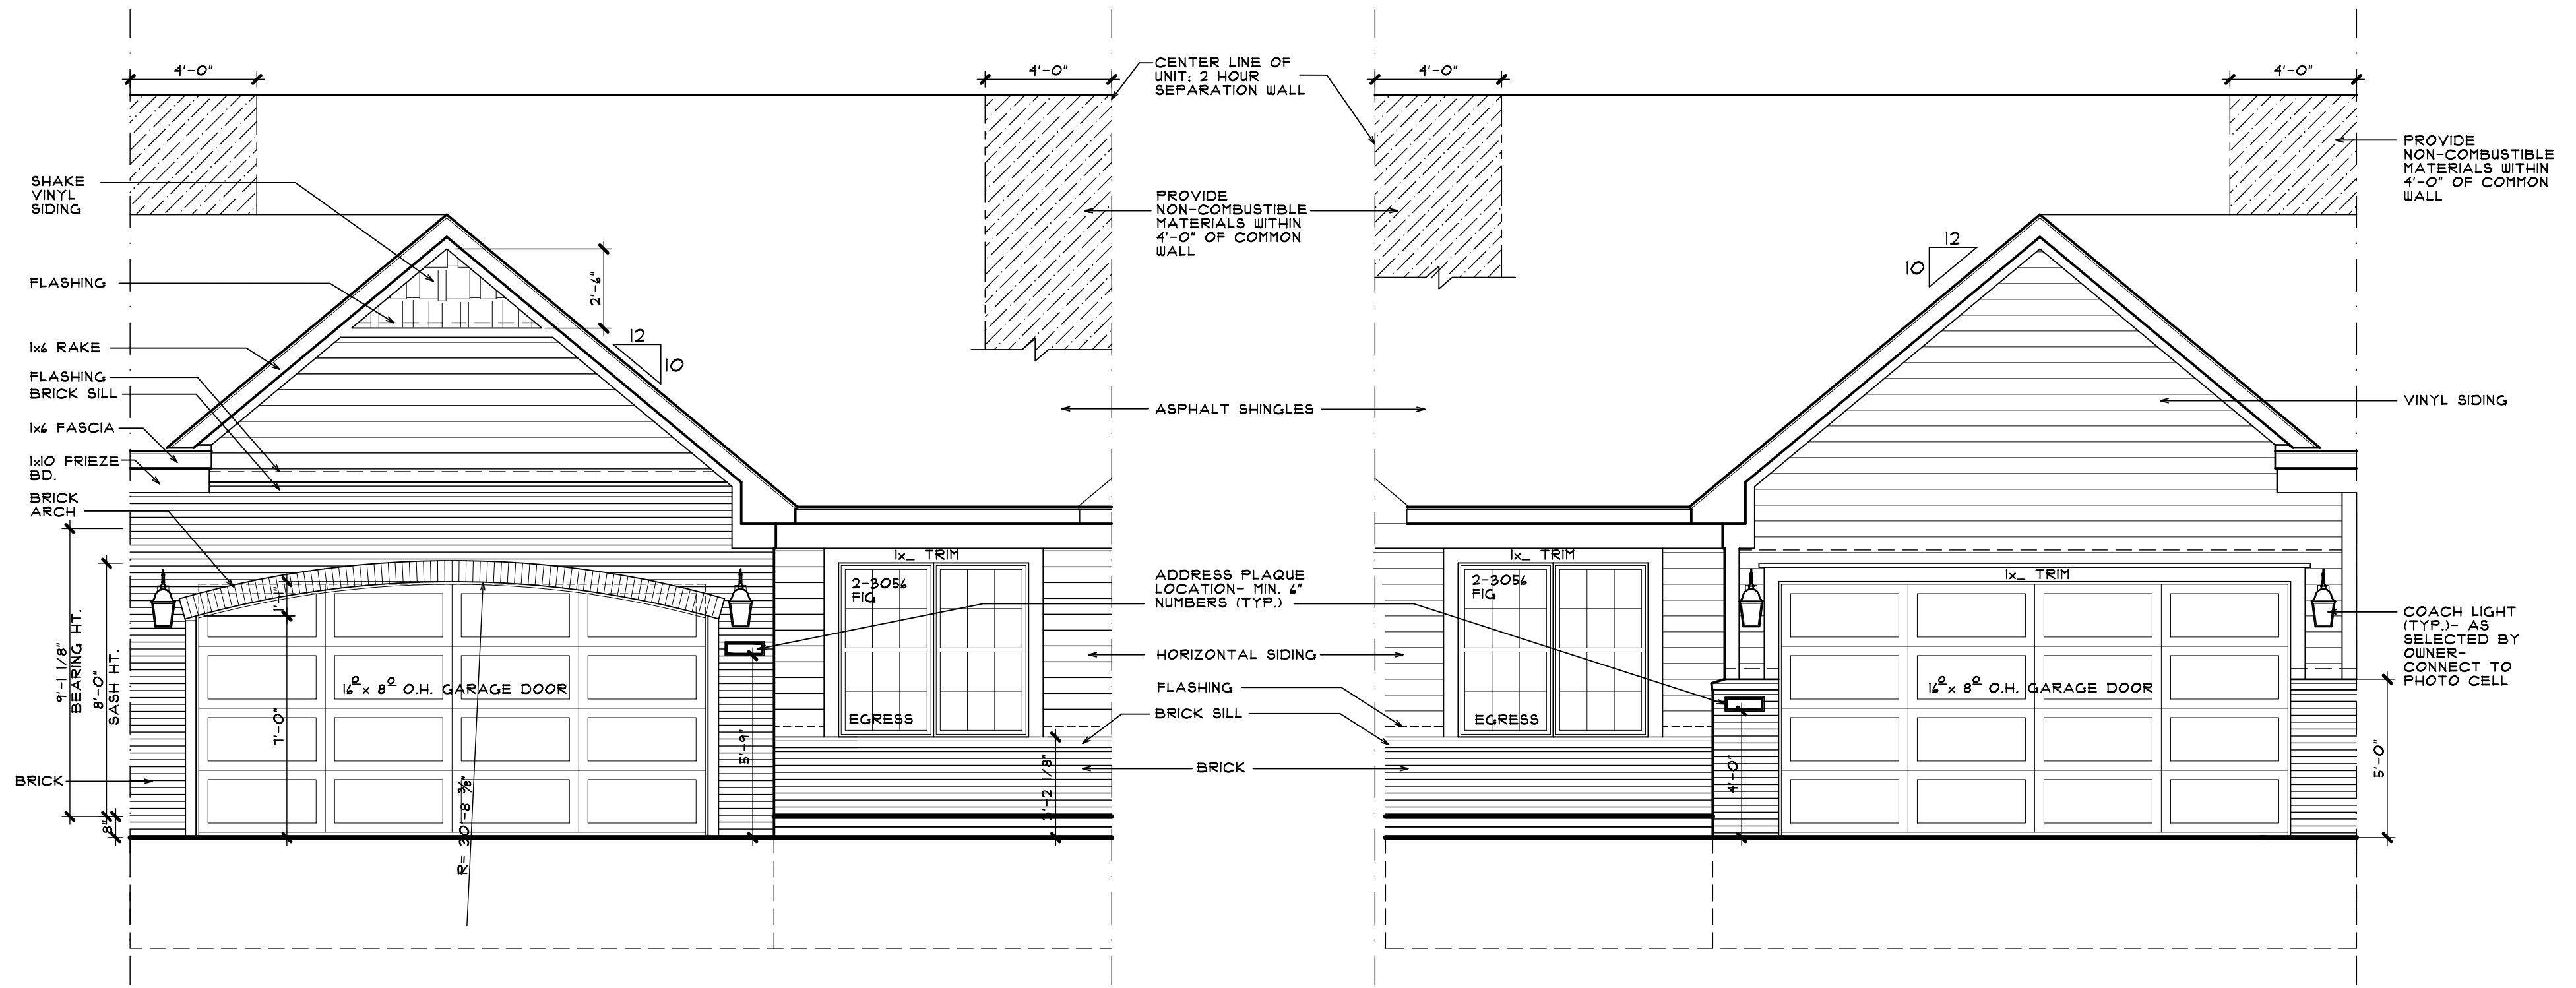 4'-0"
4'-0"
CENTER LINE OF
UNIT; 2 HOUR
SEPARATION WALL
4'-0"
4'-0"
PROVIDE
NON-COMBUSTIBLE
MATERIALS WITHIN
4'-0" OF COMMON
WALL
SHAKE
VINYL
SIDING
PROVIDE
NON-COMBUSTIBLE
MATERIALS WITHIN
4'-0" OF COMMON
WALL
12
10
FLASHING
2'-6"
12
10
1x6 RAKE
FLASHING
BRICK SILL
ASPHALT SHINGLES
VINYL SIDING
1x6 FASCIA
1x10 FRIEZE
BD.
BRICK
ARCH
1x_ TRIM
1x_ TRIM
1x_ TRIM
2-3056
FIG
2-3056
FIG
ADDRESS PLAQUE
LOCATION- MIN. 6"
NUMBERS (TYP.)
1'-1"
COACH LIGHT
(TYP.)- AS
SELECTED BY
OWNER-
CONNECT TO
PHOTO CELL
9'-1 1/8"
BEARING HT.
8'-0"
SASH HT.
HORIZONTAL SIDING
16⁰ x 8⁰ O.H. GARAGE DOOR
16⁰ x 8⁰ O.H. GARAGE DOOR
FLASHING
BRICK SILL
EGRESS
EGRESS
7'-0"
5'-9"
4'-0"
5'-0"
BRICK
BRICK
R= 30'-8 3/8"
8"